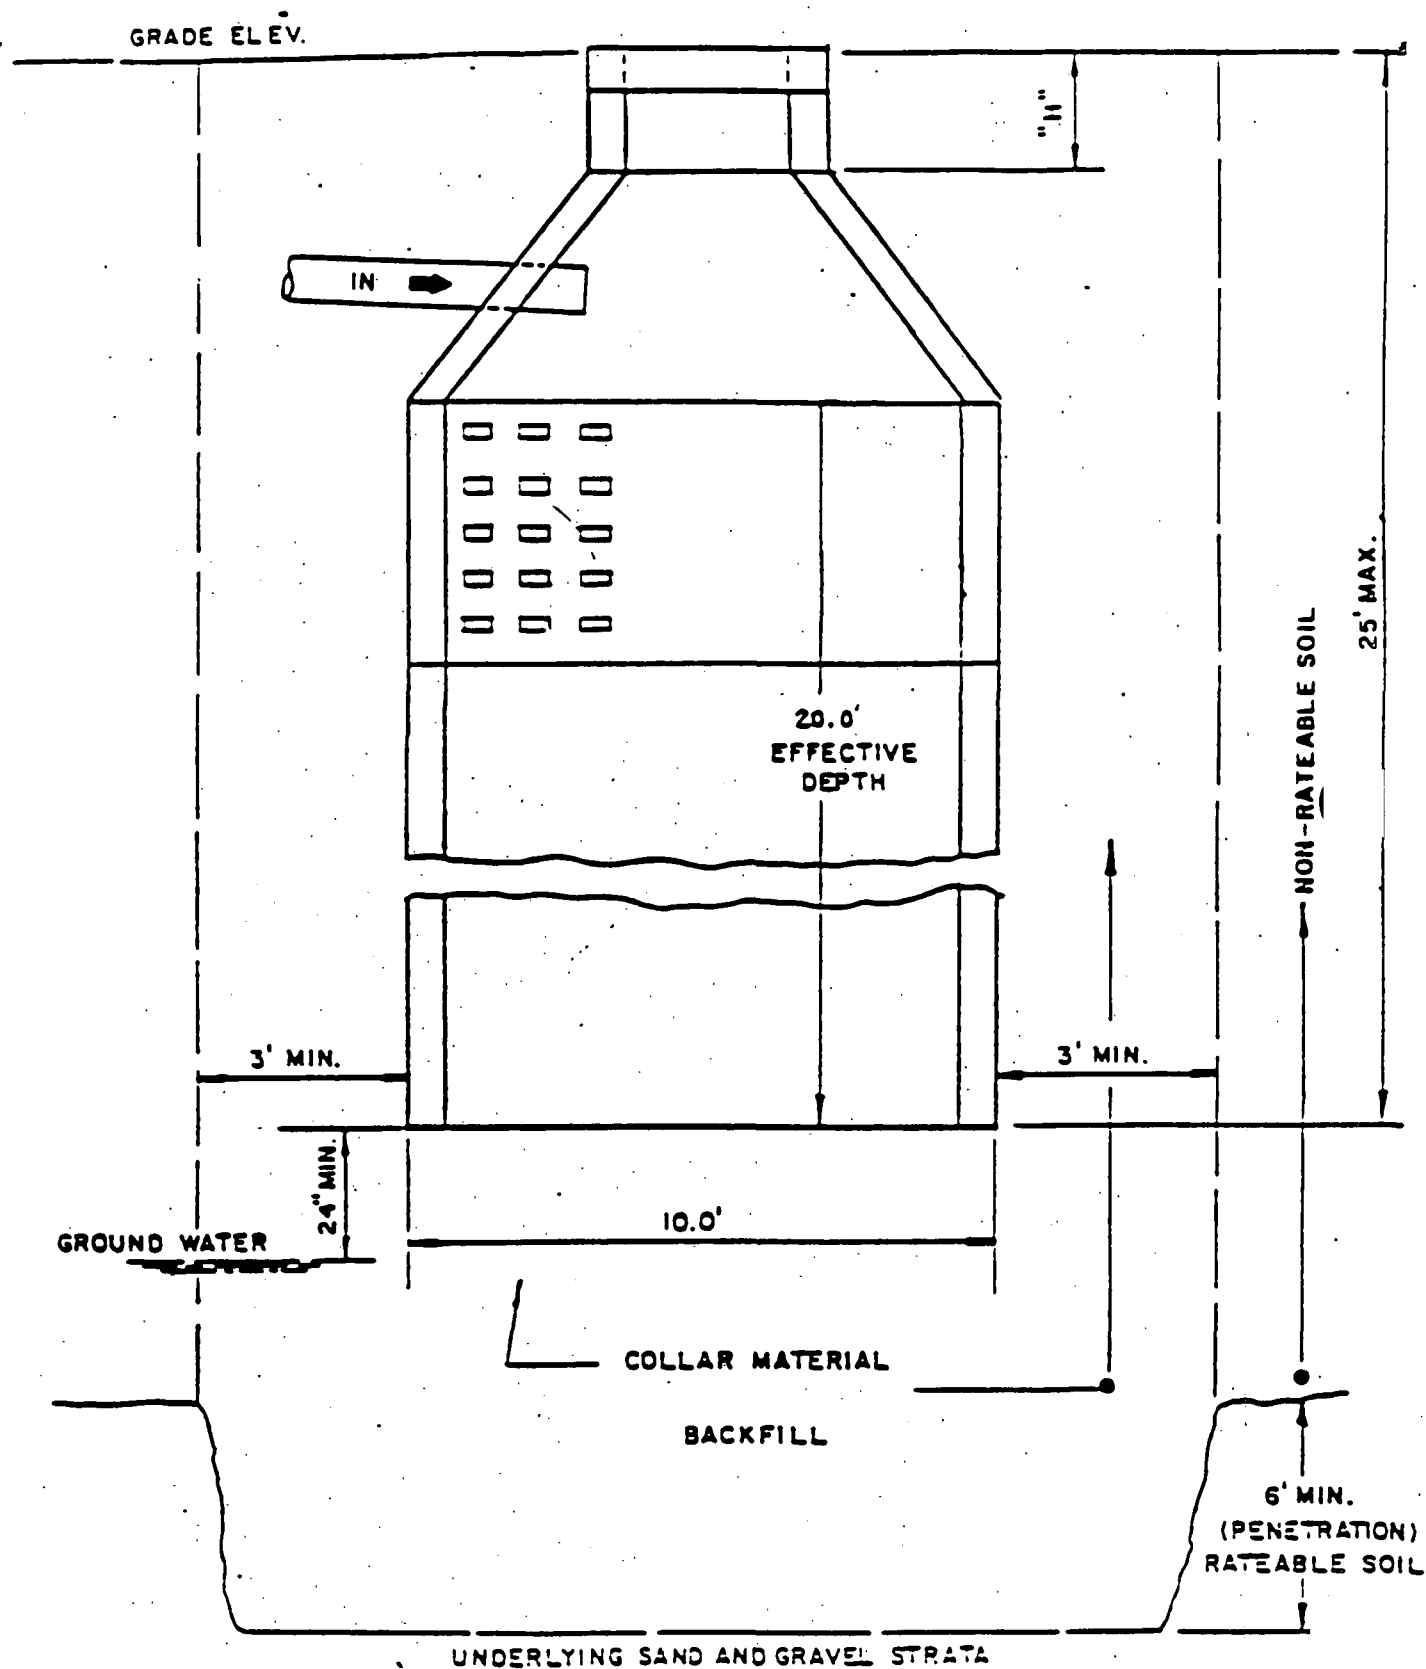 GRADE ELEV.
"H"
IN
25' MAX.
NON-RATEABLE SOIL
20.0'
EFFECTIVE
DEPTH
3' MIN.
3' MIN.
24" MIN.
10.0'
GROUND WATER
COLLAR MATERIAL
BACKFILL
6' MIN.
(PENETRATION)
RATEABLE SOIL
UNDERLYING SAND AND GRAVEL STRATA